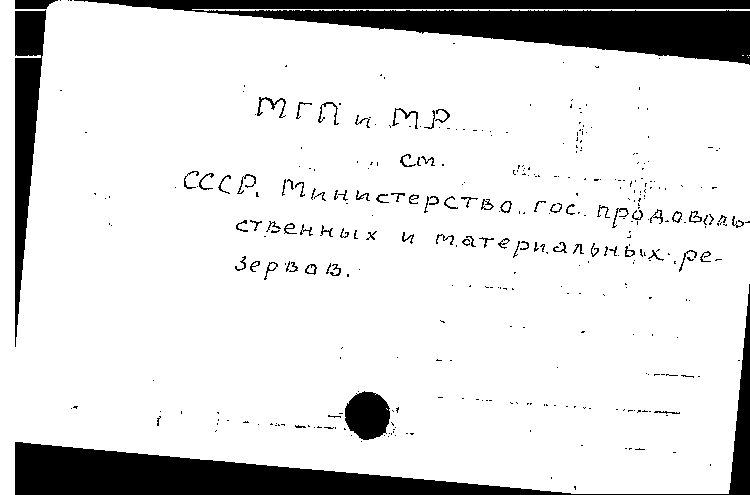 МГП и МР
см.
СССР. Министерство гос. продоволь-
ственных и материальных ре-
зервов.